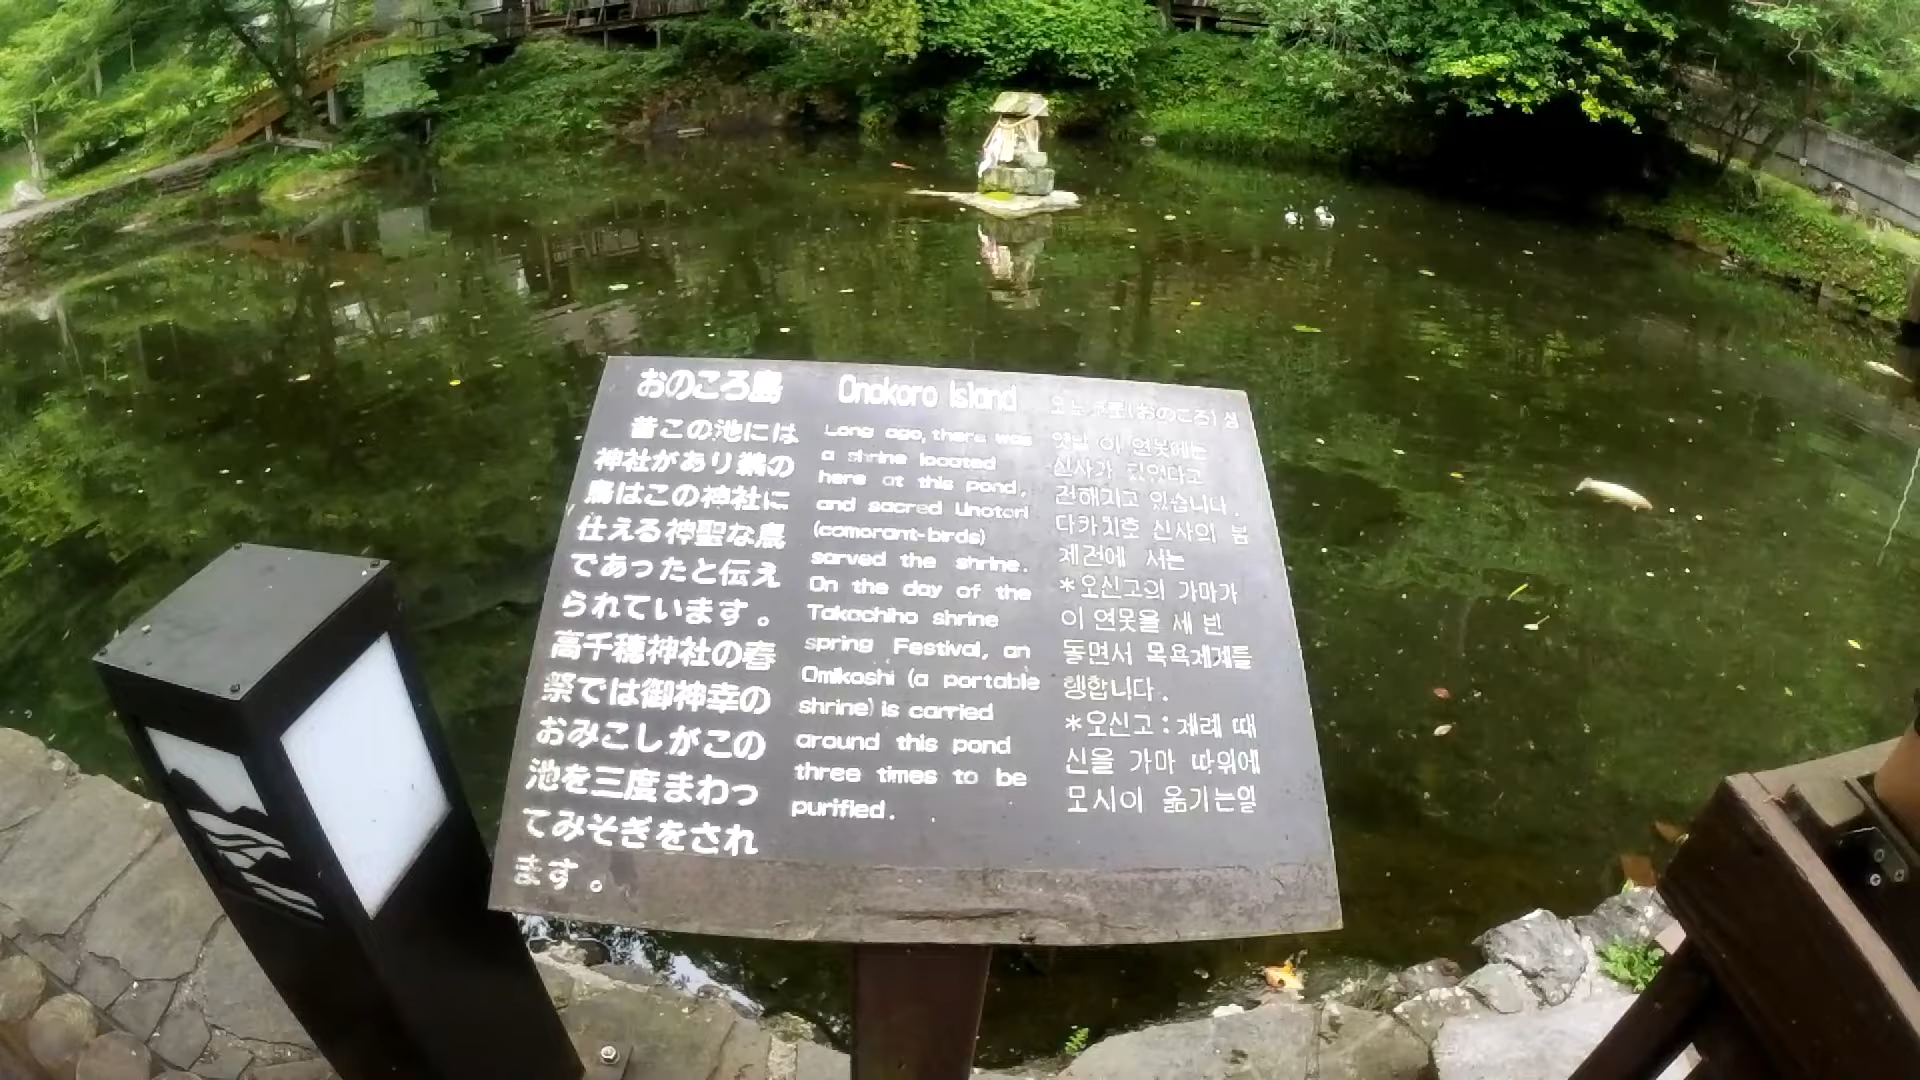 おのころ島
昔この池には
神社があり鵜の
鳥はこの神社に
仕える神聖な鳥
であったと伝え
られています。
高千穂神社の春
祭では御神幸の
おみこしがこの
池を三度まわっ
てみそぎをされ
ます。
Onokoro Island
Long ago, there was
a shrine located
here at this pond,
and sacred Unotori
(comorant-birds)
sarved the shrine.
On the day of the
Takachiho shrine
spring Festival, an
Omikoshi (a portable
shrine) is carried
around this pond
three times to be
purified.
(おのころ) 섬
옛날 이 연못에는
신사가 있었다고
전해지고 있습니다.
다카치호 신사의 봄
제전에 서는
*오신고의 가마가
이 연못을 세 번
돌면서 목욕재계를
행합니다.
*오신고 : 제례 때
신을 가마 따위에
모시어 옮기는일